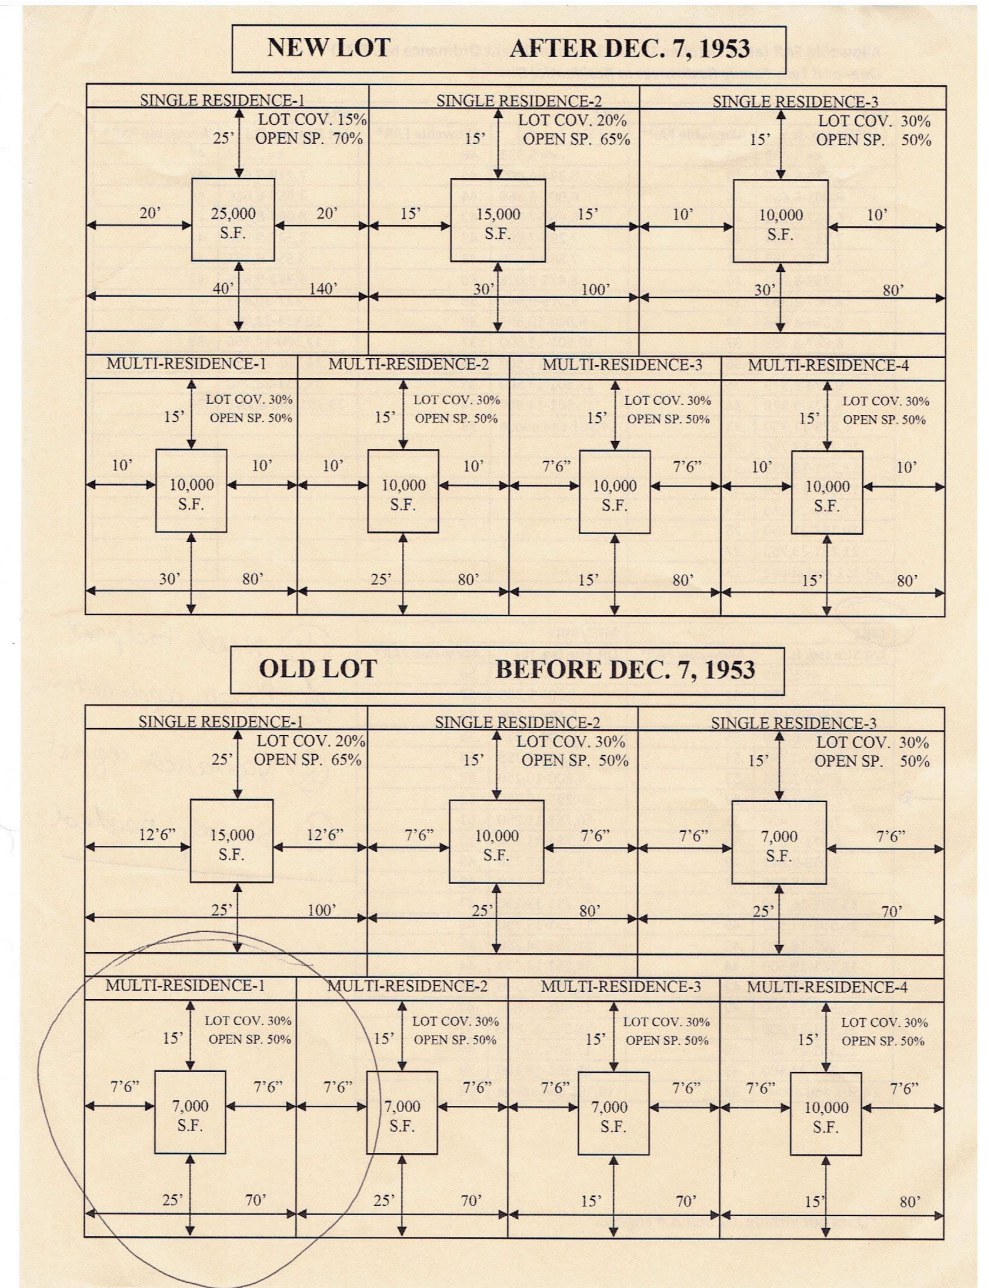 NEW LOT AFTER DEC. 7, 1953
SINGLE RESIDENCE-1
LOT COV. 15%
25' OPEN SP. 70%
20' 25,000 20'
S.F.
40' 140'
SINGLE RESIDENCE-2
LOT COV. 20%
15' OPEN SP. 65%
15' 15,000 15'
S.F.
30' 100'
SINGLE RESIDENCE-3
LOT COV. 30%
15' OPEN SP. 50%
10' 10,000 10'
S.F.
30' 80'
MULTI-RESIDENCE-1
LOT COV. 30%
15' OPEN SP. 50%
10' 10'
10,000
S.F.
30' 80'
MULTI-RESIDENCE-2
LOT COV. 30%
15' OPEN SP. 50%
10' 10'
10,000
S.F.
25' 80'
MULTI-RESIDENCE-3
LOT COV. 30%
15' OPEN SP. 50%
7'6” 7'6”
10,000
S.F.
15' 80'
MULTI-RESIDENCE-4
LOT COV. 30%
15' OPEN SP. 50%
10' 10'
10,000
S.F.
15' 80'
OLD LOT BEFORE DEC. 7, 1953
SINGLE RESIDENCE-1
LOT COV. 20%
25' OPEN SP. 65%
12'6” 15,000 12'6”
S.F.
25' 100'
SINGLE RESIDENCE-2
LOT COV. 30%
15' OPEN SP. 50%
7'6” 10,000 7'6”
S.F.
25' 80'
SINGLE RESIDENCE-3
LOT COV. 30%
15' OPEN SP. 50%
7'6” 7,000 7'6”
S.F.
25' 70'
MULTI-RESIDENCE-1
LOT COV. 30%
15' OPEN SP. 50%
7'6” 7'6”
7,000
S.F.
25' 70'
MULTI-RESIDENCE-2
LOT COV. 30%
15' OPEN SP. 50%
7'6” 7'6”
7,000
S.F.
25' 70'
MULTI-RESIDENCE-3
LOT COV. 30%
15' OPEN SP. 50%
7'6” 7'6”
7,000
S.F.
15' 70'
MULTI-RESIDENCE-4
LOT COV. 30%
15' OPEN SP. 50%
7'6” 7'6”
10,000
S.F.
15' 80'